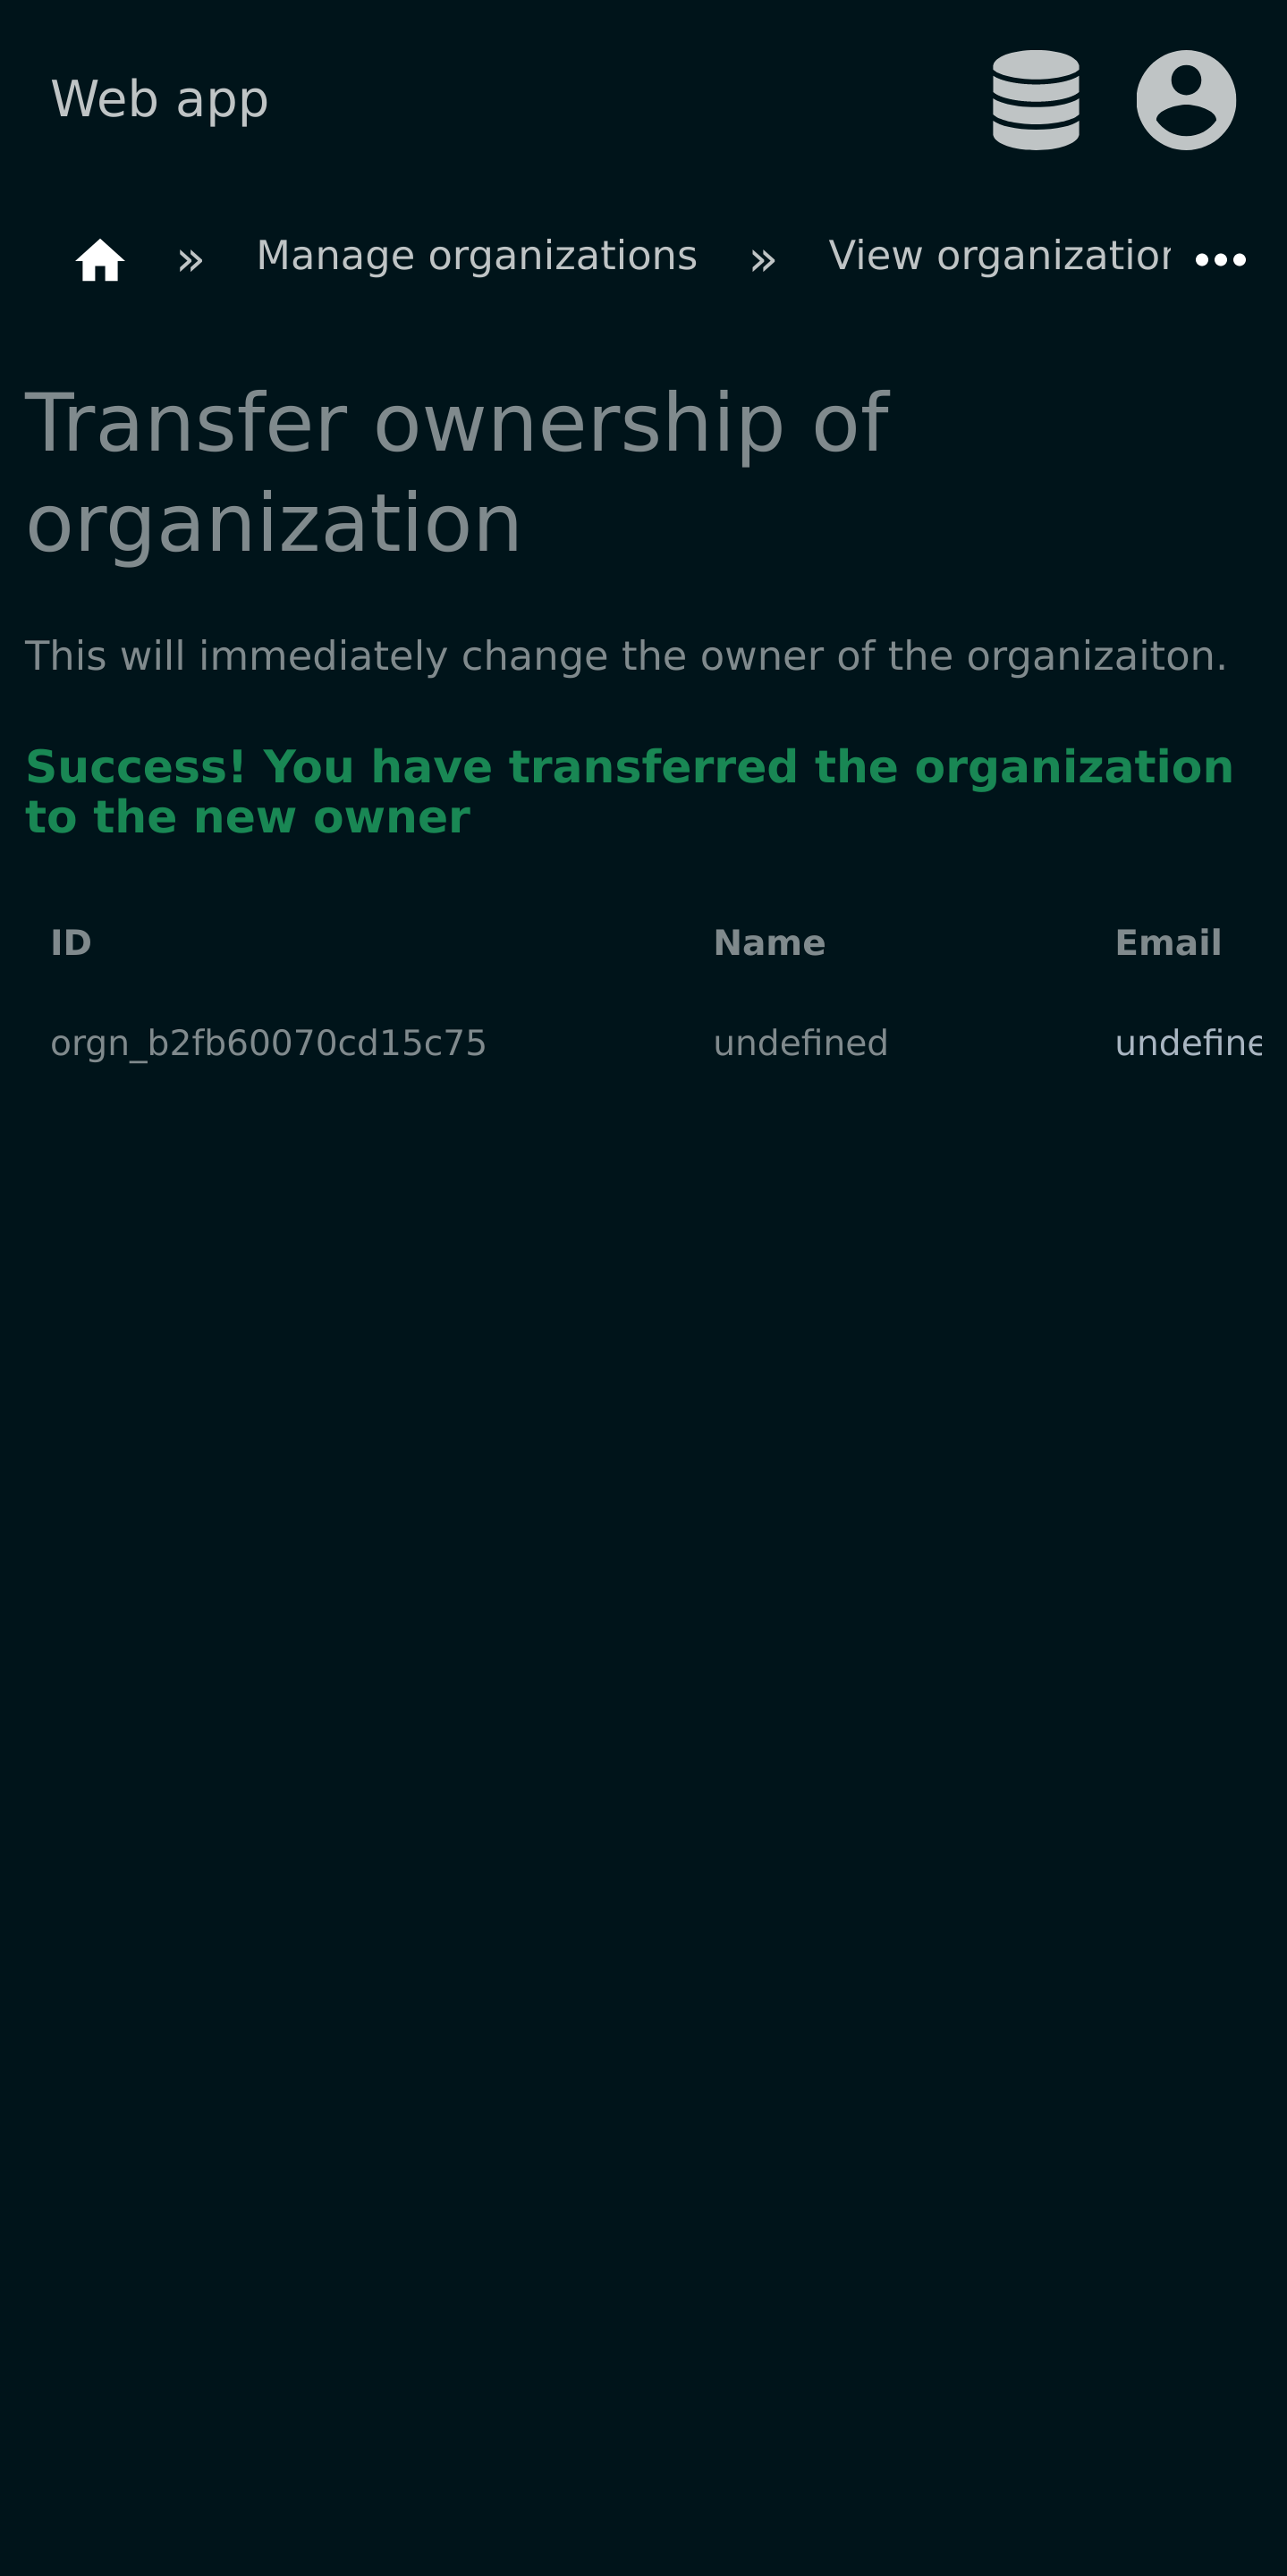 Web app
» Manage organizations » View organization
Transfer ownership of
organization
This will immediately change the owner of the organizaiton.
Success! You have transferred the organization
to the new owner
ID Name Email
orgn_b2fb60070cd15c75 undefined undefine